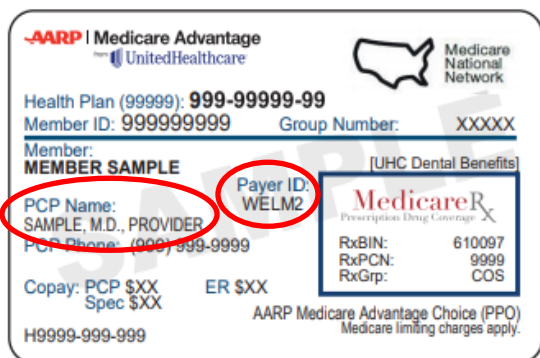 AARP | Medicare Advantage
from UnitedHealthcare
Medicare
National
Network
Health Plan (99999): 999-99999-99
Member ID: 999999999 Group Number: XXXXX
Member:
MEMBER SAMPLE
[UHC Dental Benefits]
Payer ID:
WELM2
PCP Name:
SAMPLE, M.D., PROVIDER
PCP Phone: (999) 999-9999
MedicareRx
Prescription Drug Coverage
RxBIN: 610097
RxPCN: 9999
RxGrp: COS
Copay: PCP $XX ER $XX
Spec $XX
AARP Medicare Advantage Choice (PPO)
Medicare limiting charges apply.
H9999-999-999
SAMPLE